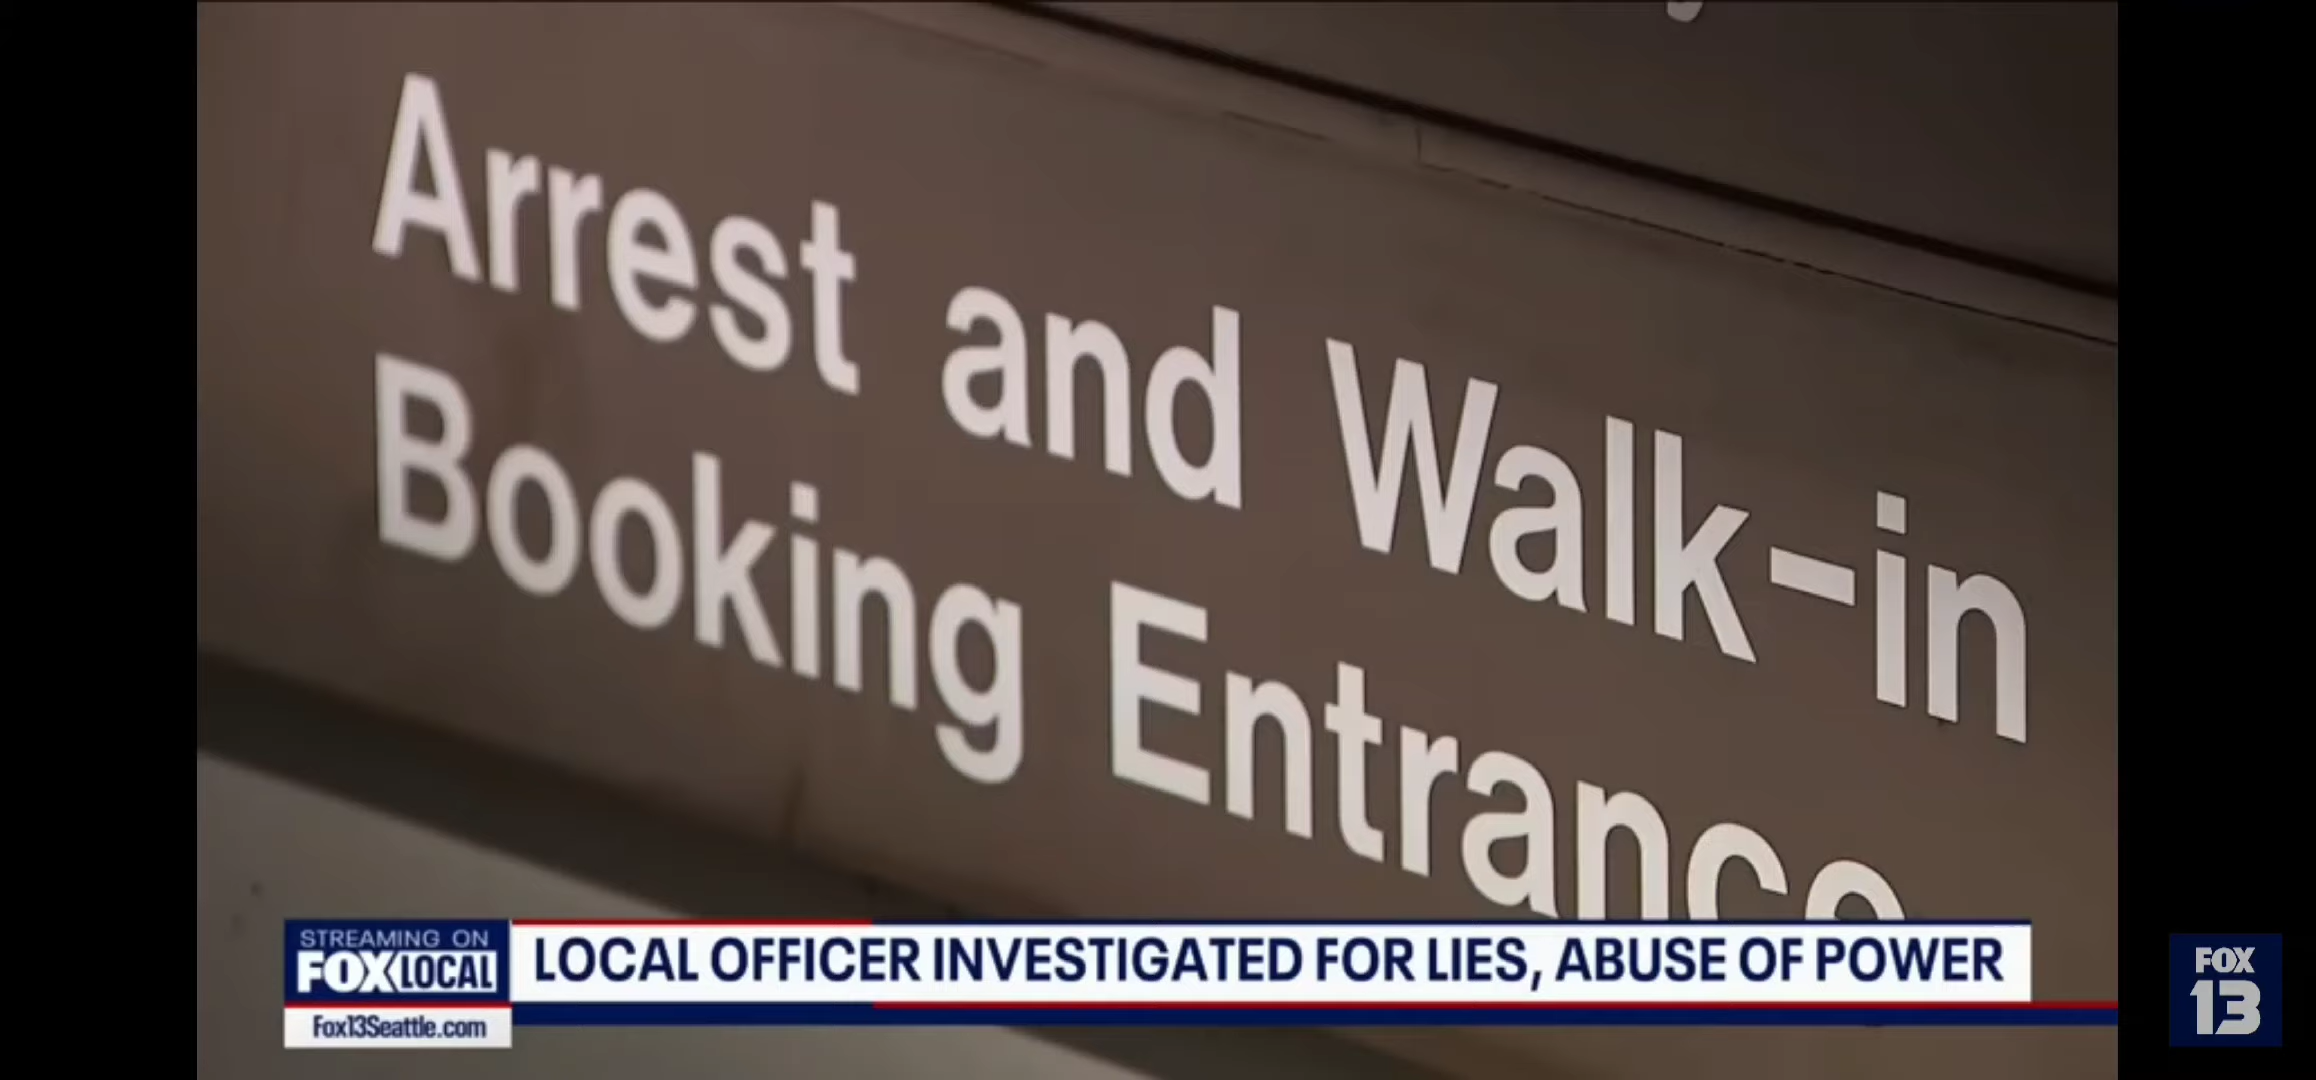 Arrest and Walk-in
Booking Entrance
STREAMING ON
FOX LOCAL
LOCAL OFFICER INVESTIGATED FOR LIES, ABUSE OF POWER
Fox13Seattle.com
FOX
13